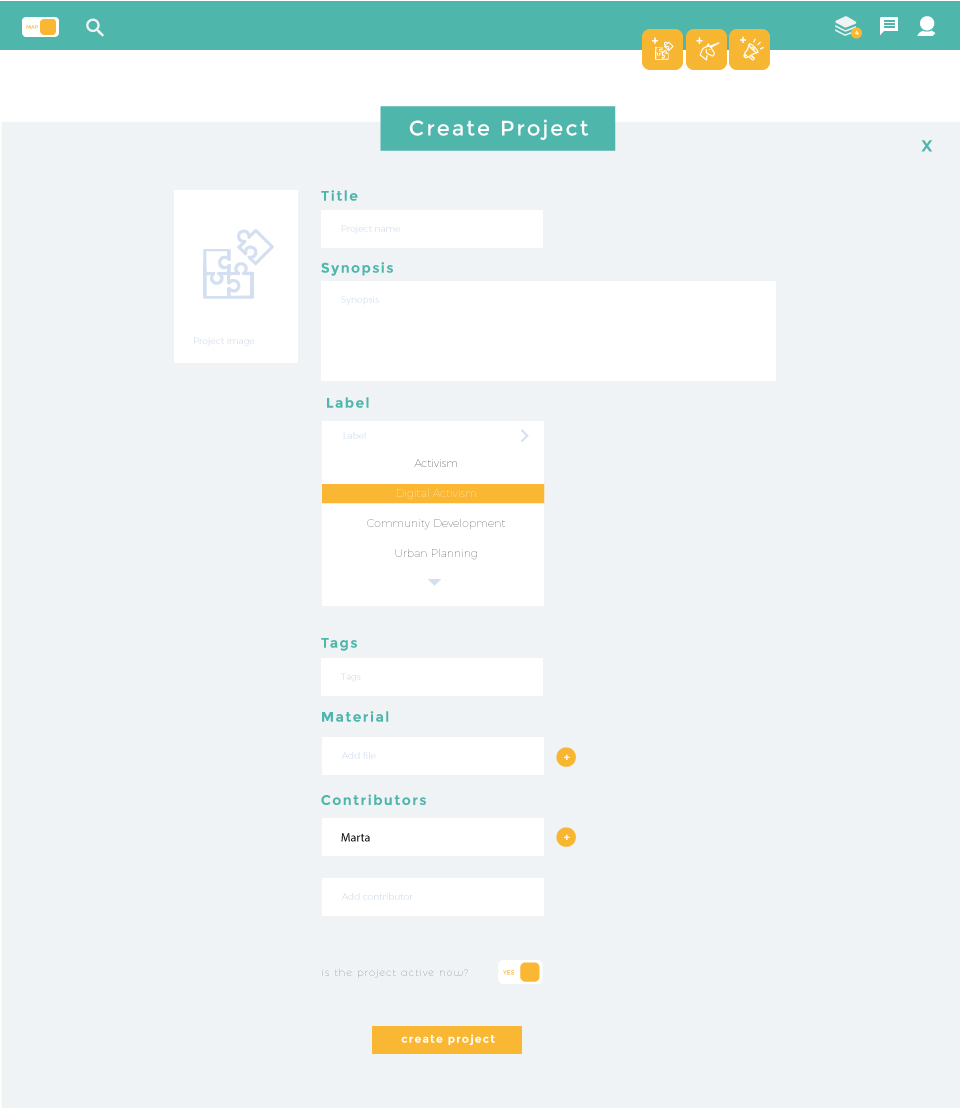 MAP
4
Create Project
X
Title
Project name
Project image
Synopsis
Synopsis
Label
Label
Activism
Digital Activism
Community Development
Urban Planning
Tags
Tags
Material
Add file
+
Contributors
Marta
+
Add contributor
is the project active now?
YES
create project